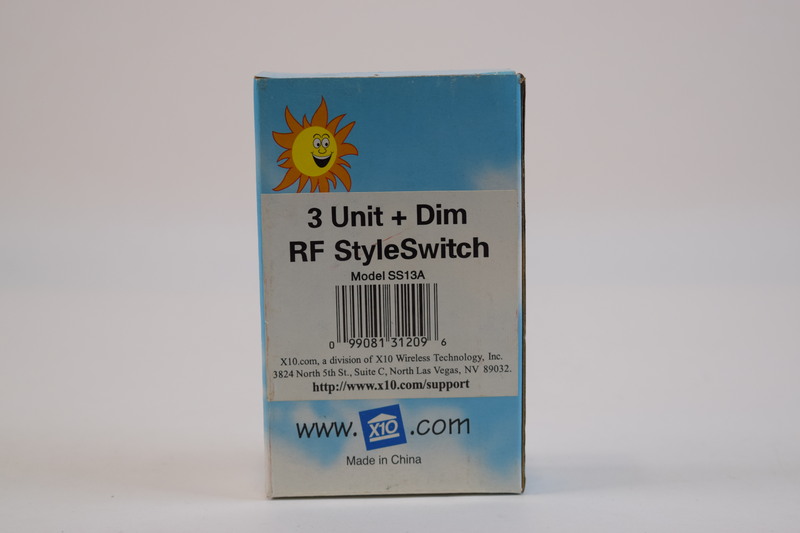 3 Unit + Dim
RF StyleSwitch
Model SS13A
0 99081 31209 6
X10.com, a division of X10 Wireless Technology, Inc.
3824 North 5th St., Suite C, North Las Vegas, NV 89032.
http://www.x10.com/support
www.X10.com
Made in China